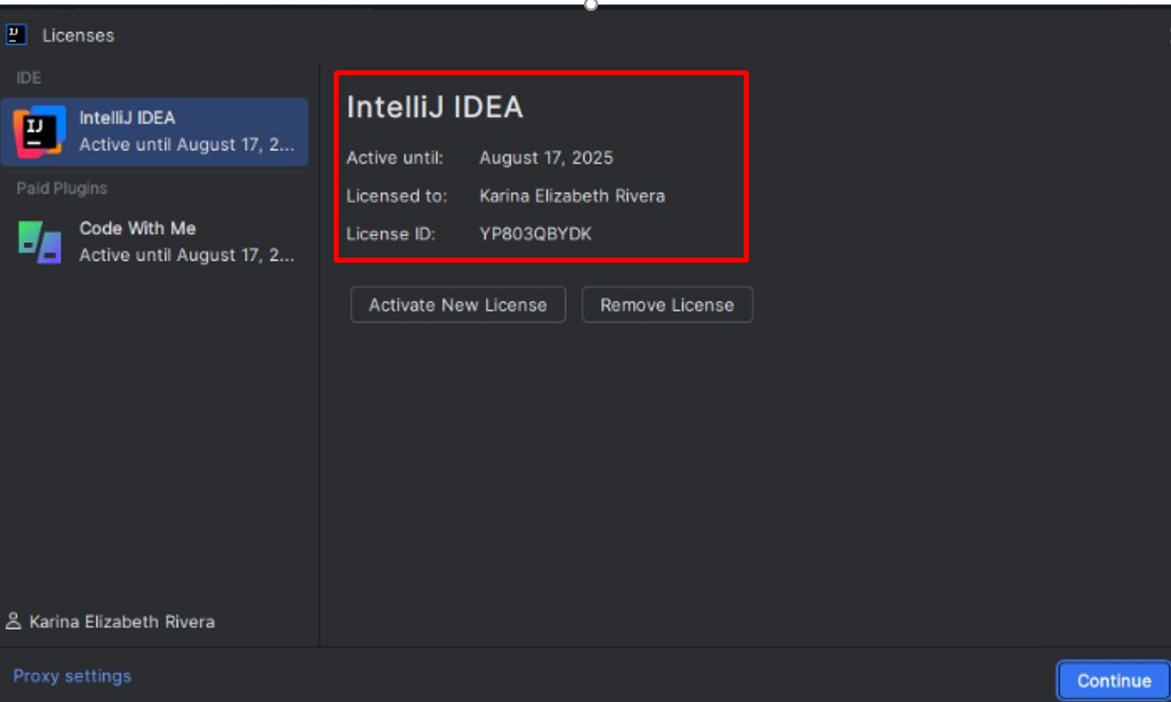 Licenses
IDE
IntelliJ IDEA
Active until August 17, 2...
Paid Plugins
Code With Me
Active until August 17, 2...
Karina Elizabeth Rivera
IntelliJ IDEA
Active until: August 17, 2025
Licensed to: Karina Elizabeth Rivera
License ID: YP803QBYDK
Activate New License Remove License
Proxy settings
Continue